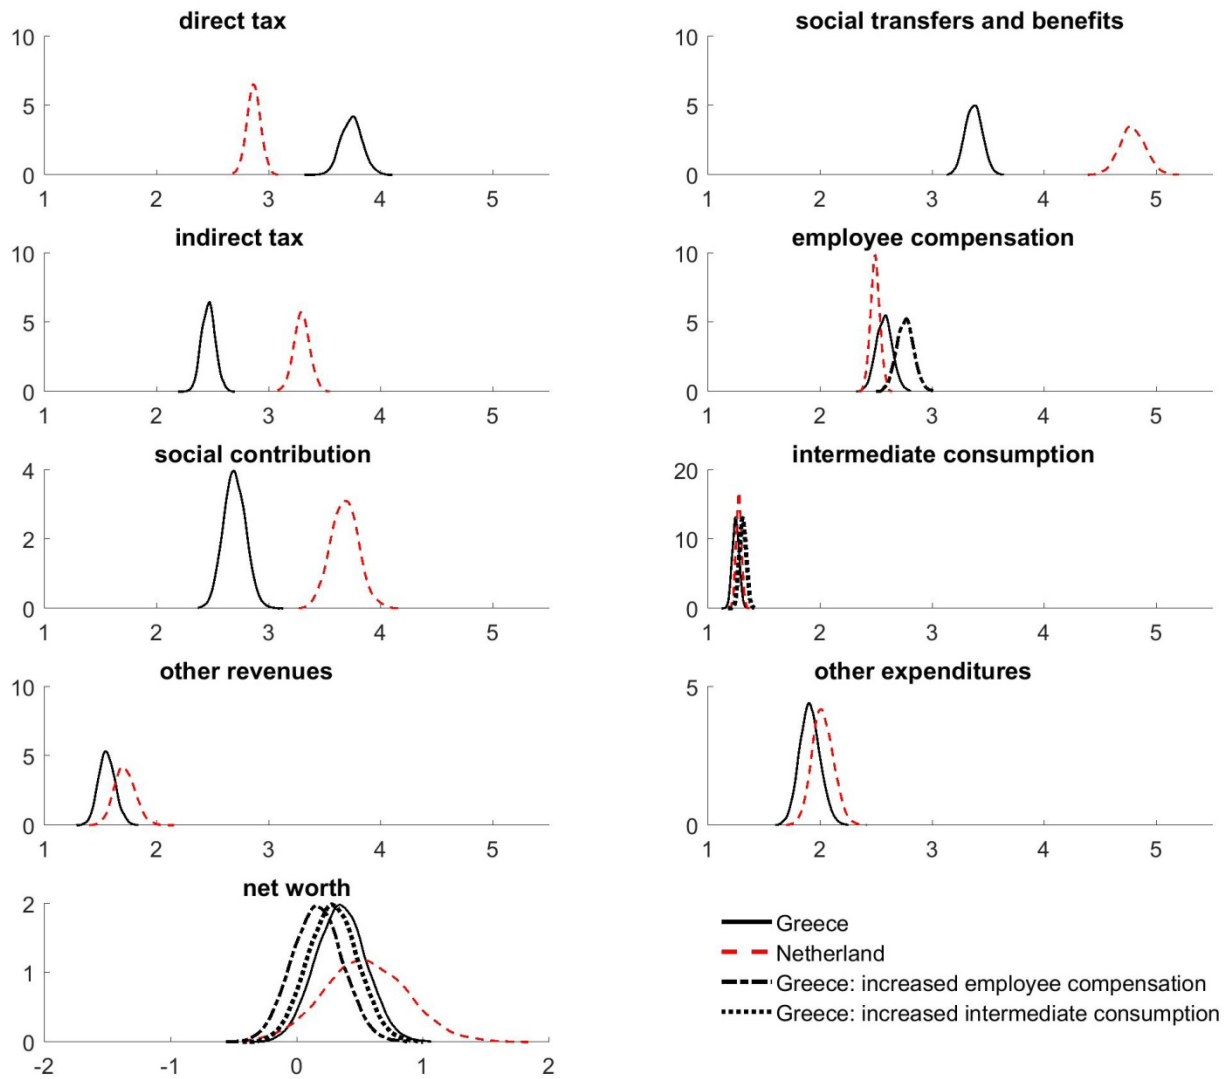 direct tax
10
5
0
1 2 3 4 5
social transfers and benefits
10
5
0
1 2 3 4 5
indirect tax
10
5
0
1 2 3 4 5
employee compensation
10
5
0
1 2 3 4 5
social contribution
4
2
0
1 2 3 4 5
intermediate consumption
20
10
0
1 2 3 4 5
other revenues
10
5
0
1 2 3 4 5
other expenditures
5
0
1 2 3 4 5
net worth
2
1
0
-2 -1 0 1 2
Greece
Netherland
Greece: increased employee compensation
Greece: increased intermediate consumption